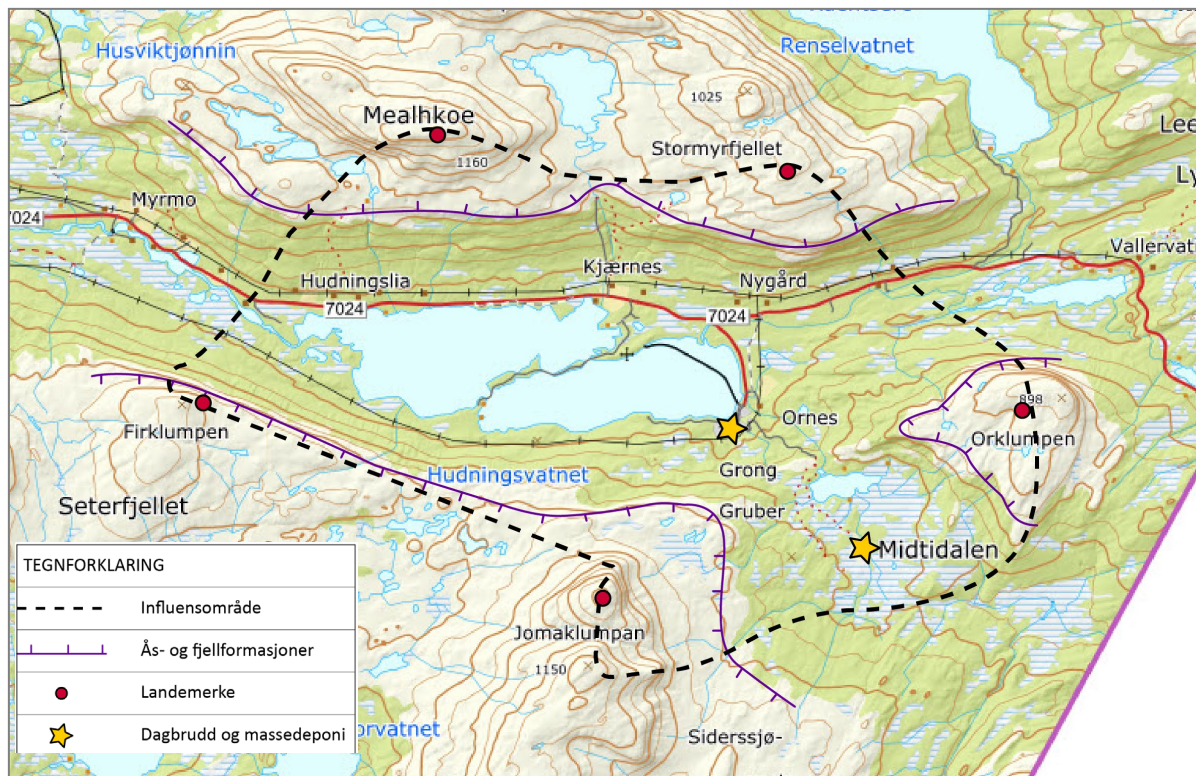 Husviktjønnin
Renselvatnet
1025
Mealhkoe
1160
Stormyrfjellet
Lee
Ly
Myrmo
7024
Hudningslia
Kjærnes
Nygård
Vallervat
7024
7024
Firklumpen
898
Ornes
Orklumpen
Grong
Gruber
Hudningsvatnet
Seterfjellet
Midtidalen
Jomaklumpan
1150
Siderssjø-
orvatnet
TEGNFORKLARING
Influensområde
Ås- og fjellformasjoner
Landemerke
Dagbrudd og massedeponi